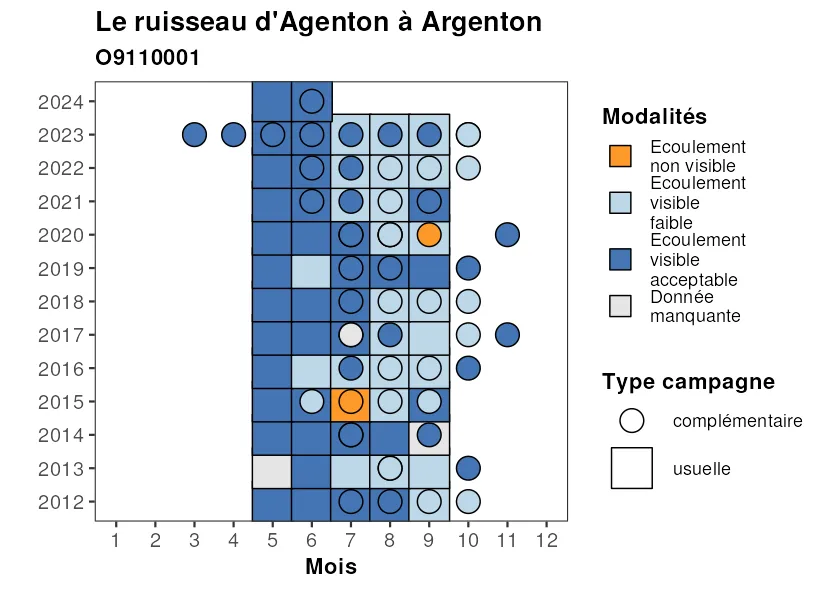 Le ruisseau d'Agenton à Argenton
O9110001
2024
2023
2022
2021
2020
2019
2018
2017
2016
2015
2014
2013
2012
1 2 3 4 5 6 7 8 9 10 11 12
Mois
Modalités
Ecoulement
non visible
Ecoulement
visible
faible
Ecoulement
visible
acceptable
Donnée
manquante
Type campagne
complémentaire
usuelle